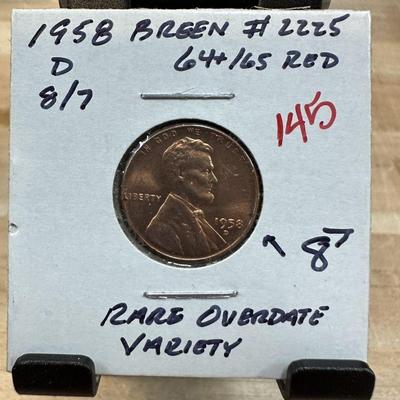 1958 BREEN # 2225
D 64+/65 RED
8/7
145
IN GOD WE TRUST
LIBERTY
1958
D
8 7
RARE OVERDATE
VARIETY